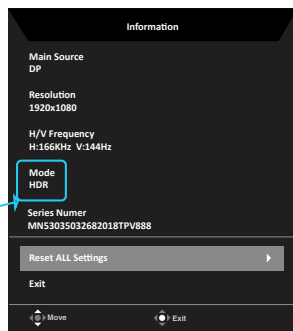 Information
Main Source
DP
Resolution
1920x1080
H/V Frequency
H:166KHz V:144Hz
Mode
HDR
Series Numer
MN53035032682018TPV888
Reset ALL Settings
Exit
Move Exit